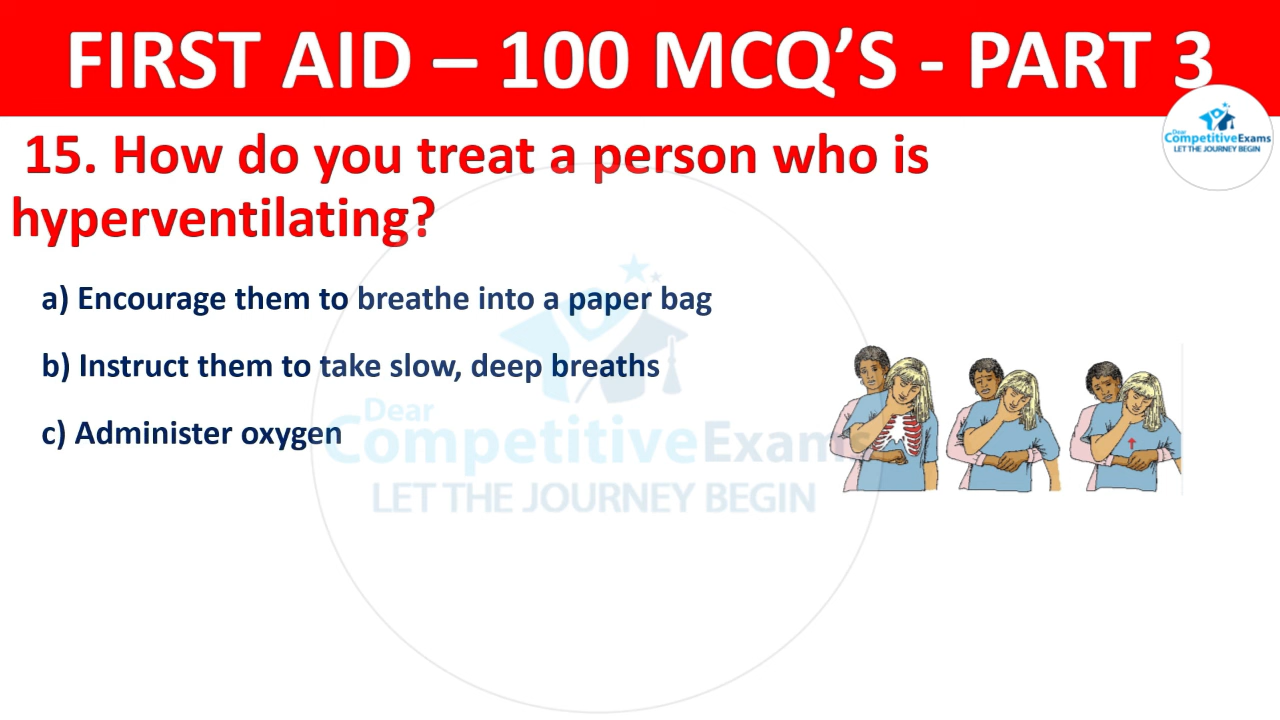 FIRST AID – 100 MCQ’S - PART 3
Dear
CompetitiveExams
LET THE JOURNEY BEGIN
15. How do you treat a person who is
hyperventilating?
a) Encourage them to breathe into a paper bag
b) Instruct them to take slow, deep breaths
c) Administer oxygen
Dear
CompetitiveExams
LET THE JOURNEY BEGIN